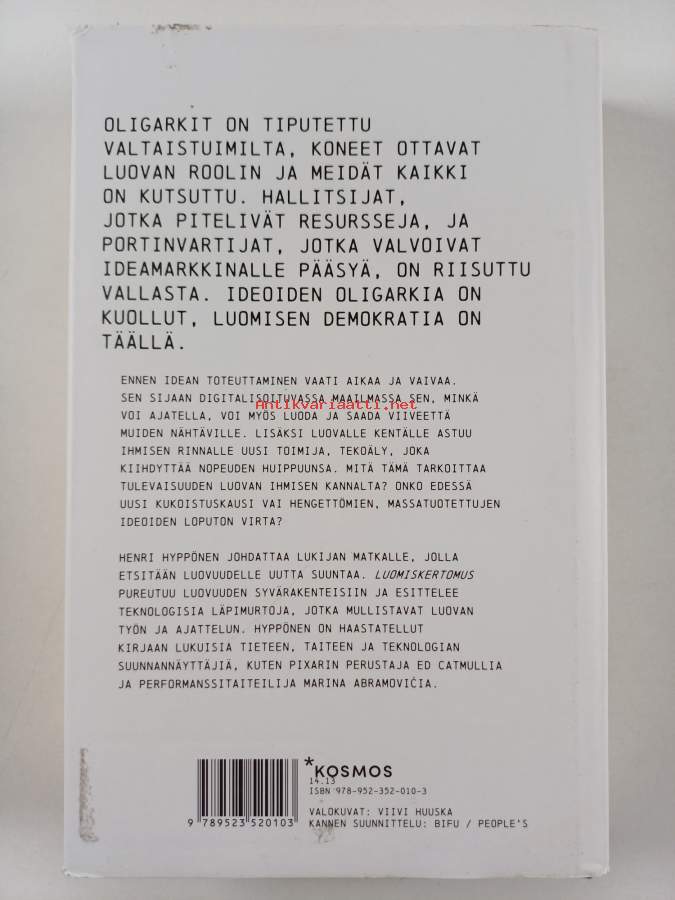 OLIGARKIT ON TIPUTETTU
VALTAISTUIMILTA, KONEET OTTAVAT
LUOVAN ROOLIN JA MEIDÄT KAIKKI
ON KUTSUTTU. HALLITSIJAT,
JOTKA PITELIVÄT RESURSSEJA, JA
PORTINVARTIJAT, JOTKA VALVOIVAT
IDEAMARKKINALLE PÄÄSYÄ, ON RIISUTTU
VALLASTA. IDEOIDEN OLIGARKIA ON
KUOLLUT, LUOMISEN DEMOKRATIA ON
TÄÄLLÄ.
ENNEN IDEAN TOTEUTTAMINEN VAATI AIKAA JA VAIVAA.
SEN SIJAAN DIGITALISOITUVASSA MAAILMASSA SEN, MINKÄ
Antikvariaatti.net
VOI AJATELLA, VOI MYÖS LUODA JA SAADA VIIVEETTÄ
MUIDEN NÄHTÄVILLE. LISÄKSI LUOVALLE KENTÄLLE ASTUU
IHMISEN RINNALLE UUSI TOIMIJA, TEKOÄLY, JOKA
KIIHDYTTÄÄ NOPEUDEN HUIPPUUNSA. MITÄ TÄMÄ TARKOITTAA
TULEVAISUUDEN LUOVAN IHMISEN KANNALTA? ONKO EDESSÄ
UUSI KUKOISTUSKAUSI VAI HENGETTÖMIEN, MASSATUOTETTUJEN
IDEOIDEN LOPUTON VIRTA?
HENRI HYPPÖNEN JOHDATTAA LUKIJAN MATKALLE, JOLLA
ETSITÄÄN LUOVUUDELLE UUTTA SUUNTAA. LUOMISKERTOMUS
PUREUTUU LUOVUUDEN SYVÄRAKENTEISIIN JA ESITTELEE
TEKNOLOGISIA LÄPIMURTOJA, JOTKA MULLISTAVAT LUOVAN
TYÖN JA AJATTELUN. HYPPÖNEN ON HAASTATELLUT
KIRJAAN LUKUISIA TIETEEN, TAITEEN JA TEKNOLOGIAN
SUUNNANNÄYTTÄJIÄ, KUTEN PIXARIN PERUSTAJA ED CATMULLIA
JA PERFORMANSSITAITEILIJA MARINA ABRAMOVIĆIA.
*KOSMOS
14.13
ISBN 978-952-352-010-3
9 789523 520103
VALOKUVAT: VIIVI HUUSKA
KANNEN SUUNNITTELU: BIFU / PEOPLE'S